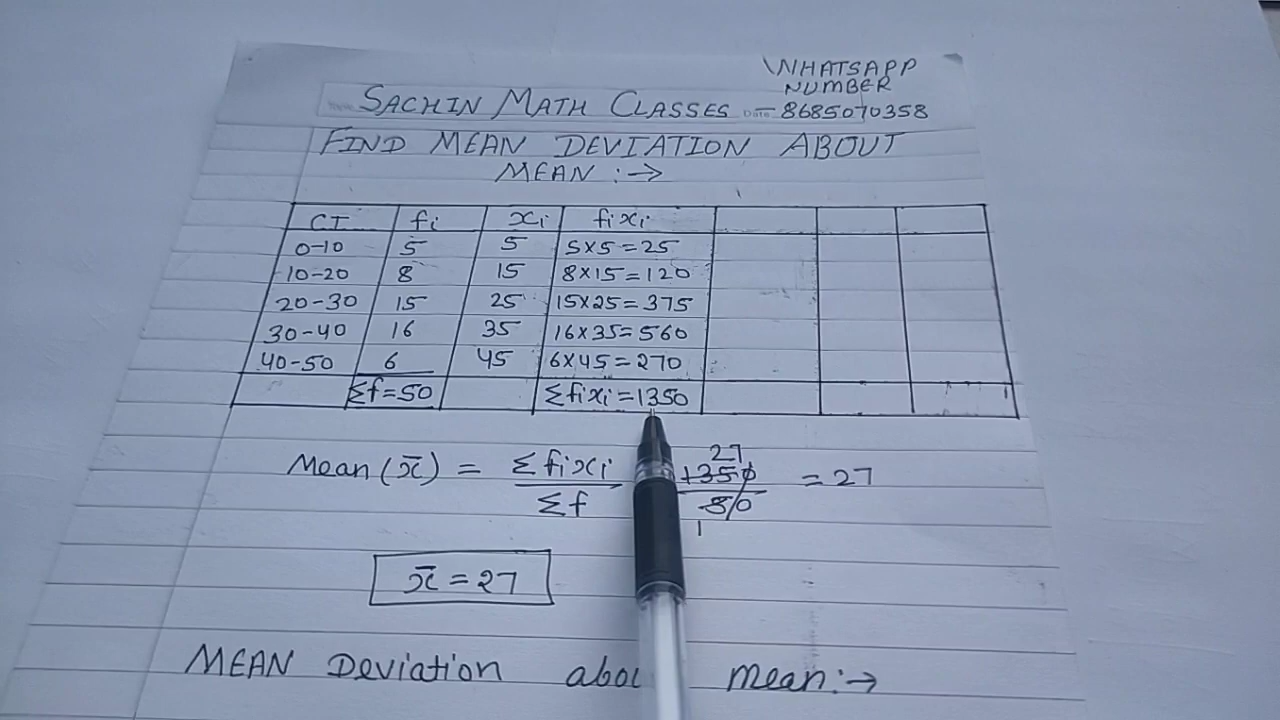 WHATSAPP
NUMBER
SACHIN MATH CLASSES - 8685070358
FIND MEAN DEVIATION ABOUT
MEAN :→
CI fi xi fixi
0-10 5 5 5×5=25
10-20 8 15 8×15=120
20-30 15 25 15×25=375
30-40 16 35 16×35=560
40-50 6 45 6×45=270
Σf=50 Σfixi=1350
27
Mean(x̄) = Σfixi / Σf 1350 / 50 = 27
1
x̄ = 27
MEAN Deviation mean:→